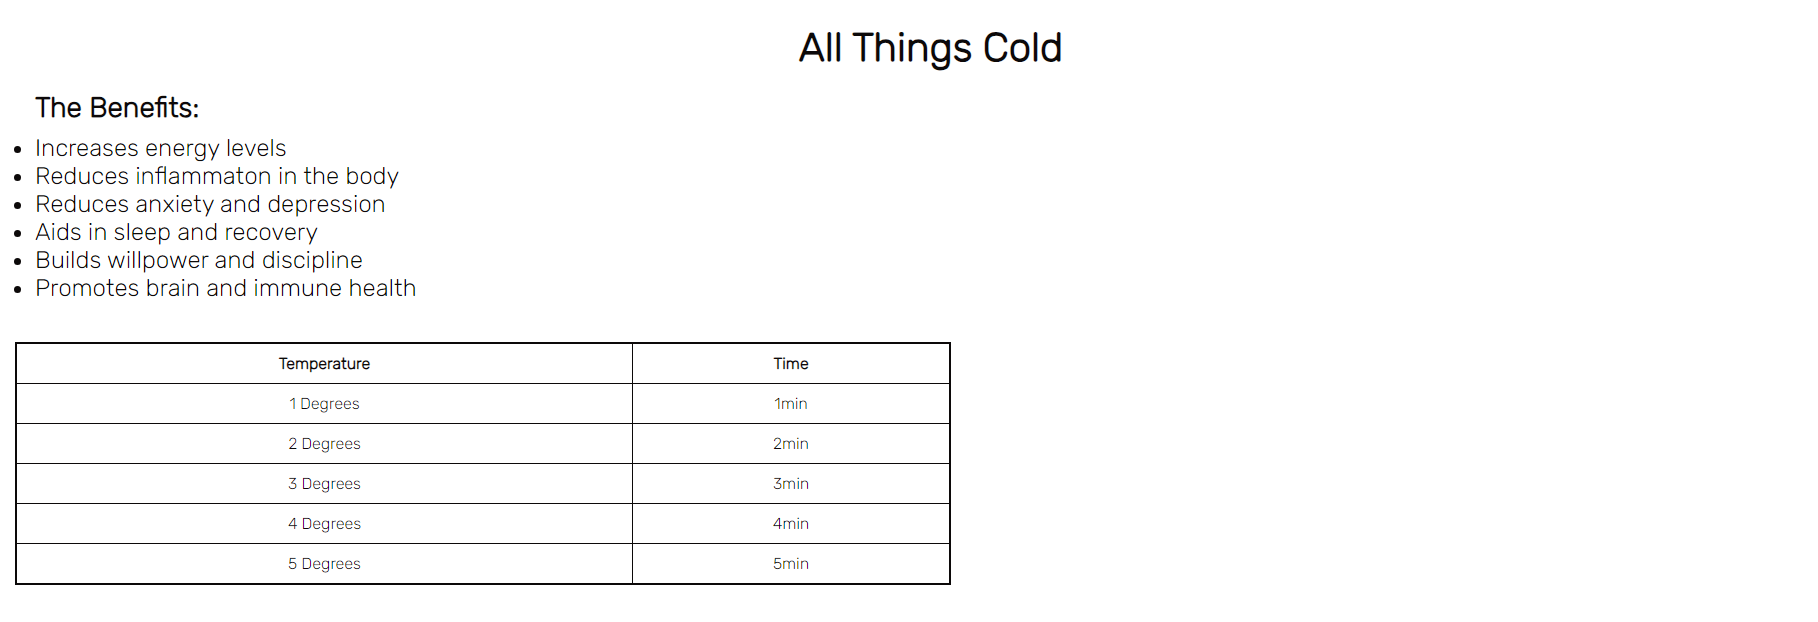 All Things Cold
The Benefits:
• Increases energy levels
• Reduces inflammaton in the body
• Reduces anxiety and depression
• Aids in sleep and recovery
• Builds willpower and discipline
• Promotes brain and immune health
Temperature Time
1 Degrees 1min
2 Degrees 2min
3 Degrees 3min
4 Degrees 4min
5 Degrees 5min